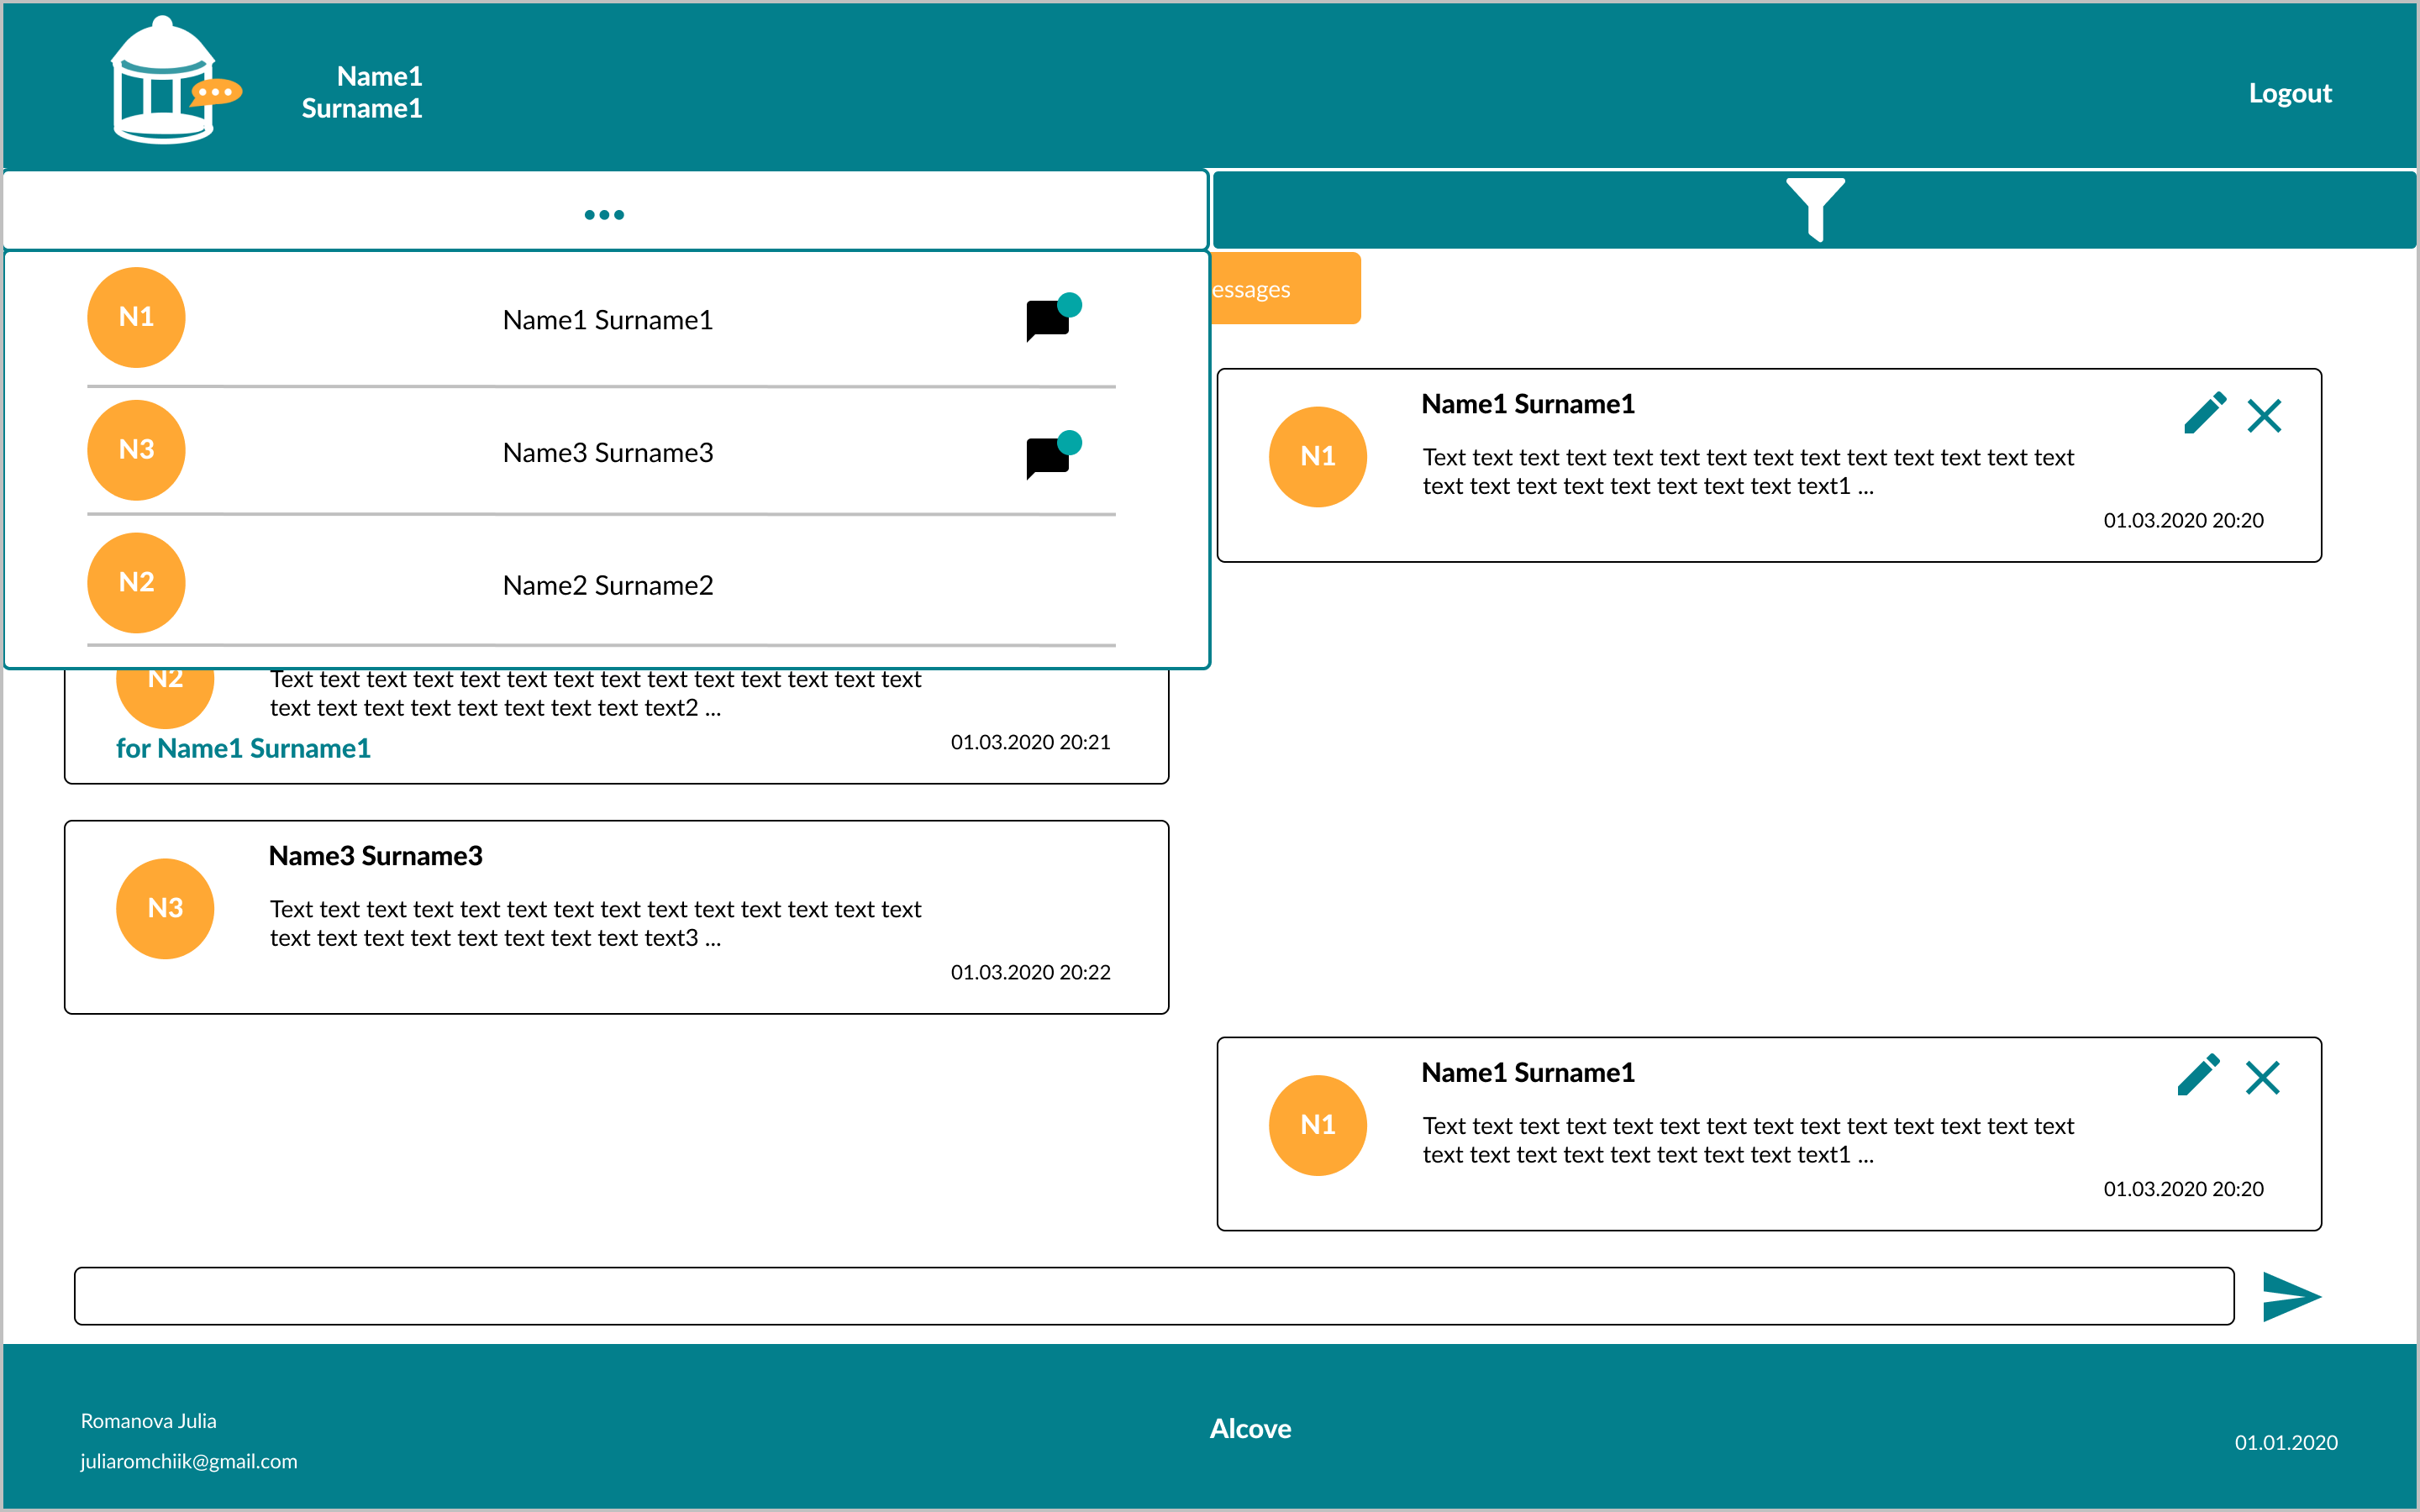 Name1
Surname1
Logout
N1
Name1 Surname1
N3
Name3 Surname3
N2
Name2 Surname2
essages
N1
Name1 Surname1
Text text text text text text text text text text text text text text
text text text text text text text text text1 ...
01.03.2020 20:20
N2
Text text text text text text text text text text text text text text
text text text text text text text text text2 ...
for Name1 Surname1
01.03.2020 20:21
N3
Name3 Surname3
Text text text text text text text text text text text text text text
text text text text text text text text text3 ...
01.03.2020 20:22
N1
Name1 Surname1
Text text text text text text text text text text text text text text
text text text text text text text text text1 ...
01.03.2020 20:20
Romanova Julia
juliaromchiik@gmail.com
Alcove
01.01.2020